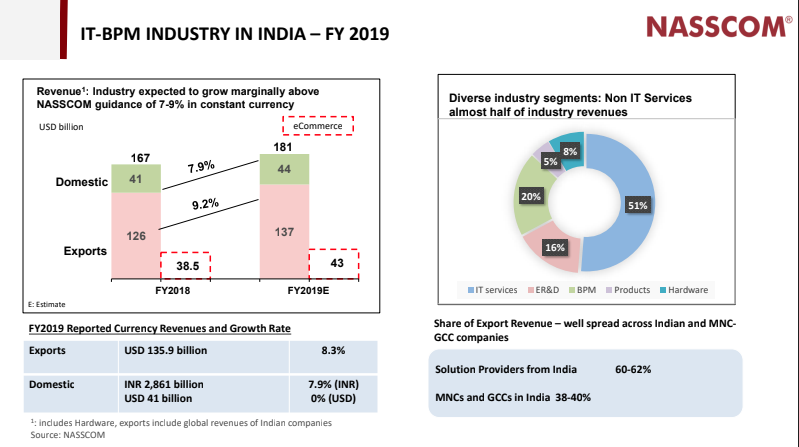 IT-BPM INDUSTRY IN INDIA – FY 2019
NASSCOM®
Revenue¹: Industry expected to grow marginally above
NASSCOM guidance of 7-9% in constant currency
USD billion
eCommerce
167
181
7.9%
Domestic
41
44
9.2%
Exports
126
137
38.5
43
FY2018
FY2019E
E: Estimate
Diverse industry segments: Non IT Services
almost half of industry revenues
8%
5%
20%
51%
16%
IT services
ER&D
BPM
Products
Hardware
FY2019 Reported Currency Revenues and Growth Rate
Exports
USD 135.9 billion
8.3%
Domestic
INR 2,861 billion
7.9% (INR)
USD 41 billion
0% (USD)
¹: includes Hardware, exports include global revenues of Indian companies
Source: NASSCOM
Share of Export Revenue – well spread across Indian and MNC-
GCC companies
Solution Providers from India 60-62%
MNCs and GCCs in India 38-40%